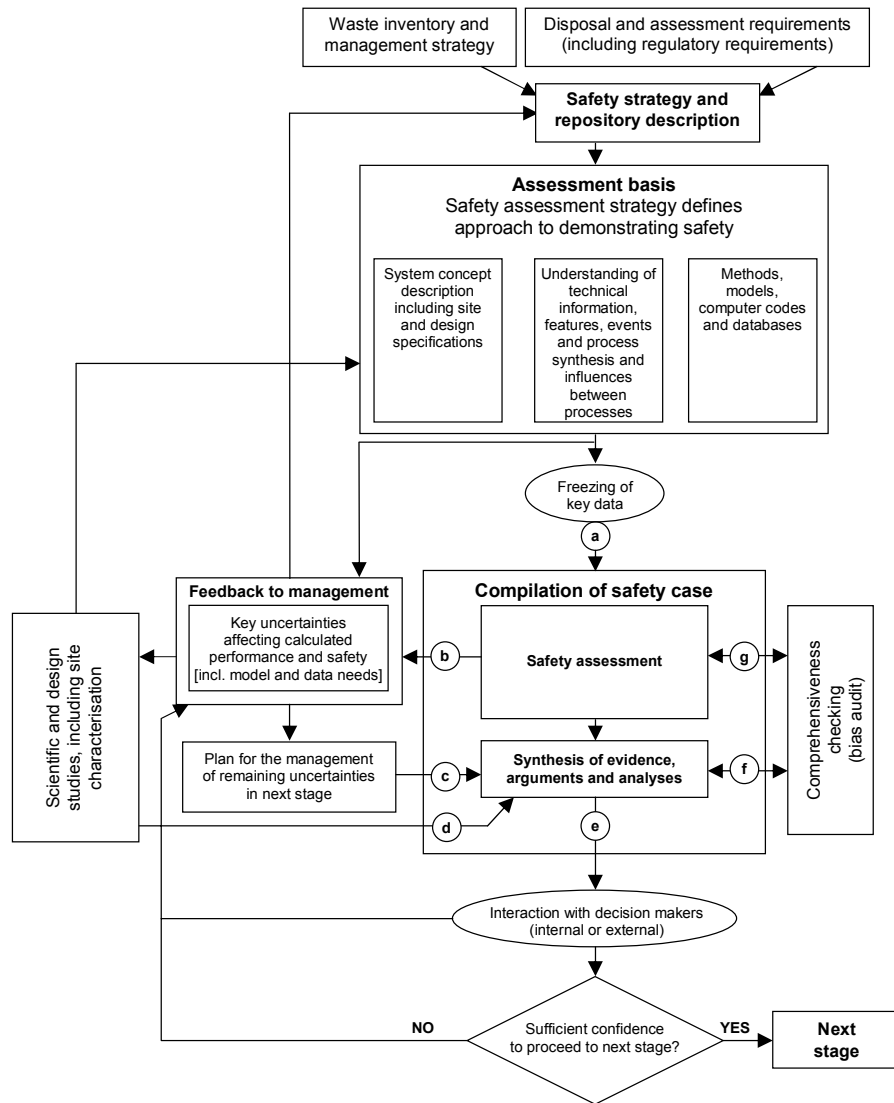 Waste inventory and
management strategy
Disposal and assessment requirements
(including regulatory requirements)
Safety strategy and
repository description
Assessment basis
Safety assessment strategy defines
approach to demonstrating safety
System concept
description
including site
and design
specifications
Understanding of
technical
information,
features, events
and process
synthesis and
influences
between
processes
Methods,
models,
computer codes
and databases
Freezing of
key data
a
Feedback to management
Key uncertainties
affecting calculated
performance and safety
[incl. model and data needs]
Compilation of safety case
Safety assessment
b
g
Scientific and design
studies, including site
characterisation
Comprehensiveness
checking
(bias audit)
Plan for the management
of remaining uncertainties
in next stage
c
Synthesis of evidence,
arguments and analyses
f
d
e
Interaction with decision makers
(internal or external)
NO
Sufficient confidence
to proceed to next stage?
YES
Next
stage